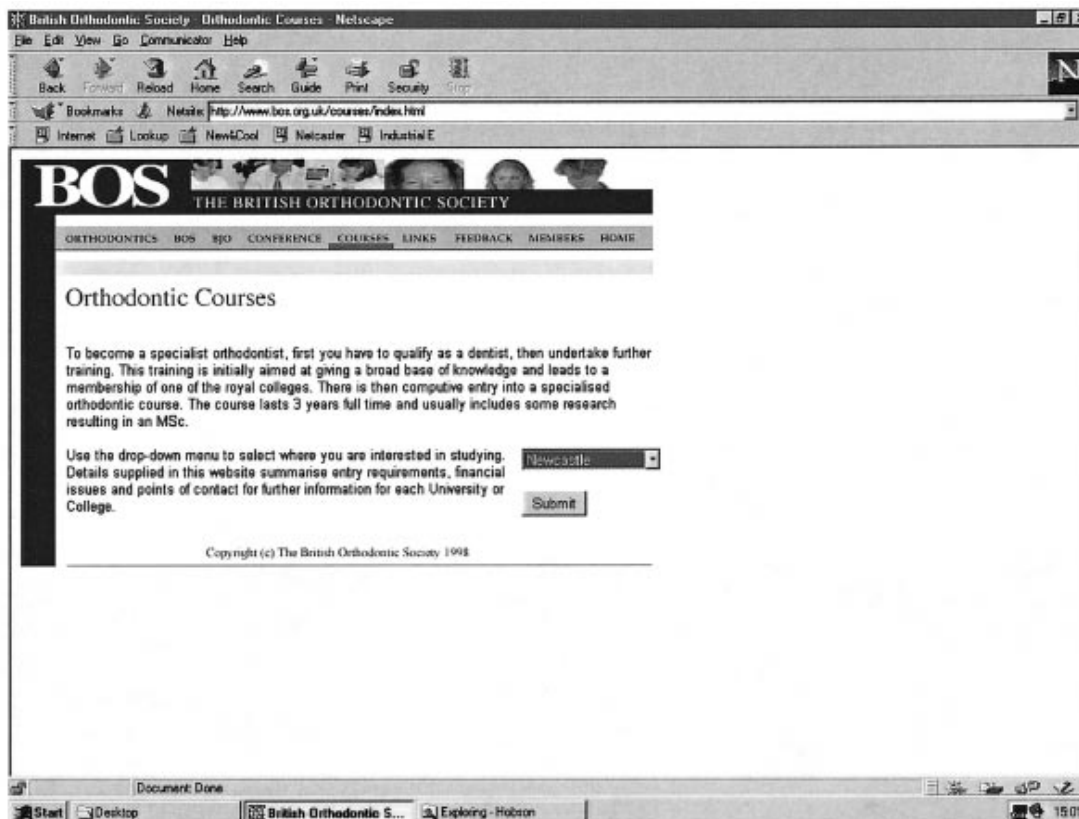 British Orthodontic Society - Orthodontic Courses - Netscape
File Edit View Go Communicator Help
Back Forward Reload Home Search Guide Print Security Stop
N
Bookmarks Netsite: http://www.bos.org.uk/courses/index.html
Internet Lookup New&Cool Netcaster Industrial E
BOS
THE BRITISH ORTHODONTIC SOCIETY
ORTHODONTICS BOS BJO CONFERENCE COURSES LINKS FEEDBACK MEMBERS HOME
Orthodontic Courses
To become a specialist orthodontist, first you have to qualify as a dentist, then undertake further
training. This training is initially aimed at giving a broad base of knowledge and leads to a
membership of one of the royal colleges. There is then computive entry into a specialised
orthodontic course. The course lasts 3 years full time and usually includes some research
resulting in an MSc.
Use the drop-down menu to select where you are interested in studying.
Details supplied in this website summarise entry requirements, financial
issues and points of contact for further information for each University or
College.
Newcastle
Submit
Copyright (c) The British Orthodontic Society 1998
Document: Done
Start Desktop British Orthodontic S... Exploring - Hobson